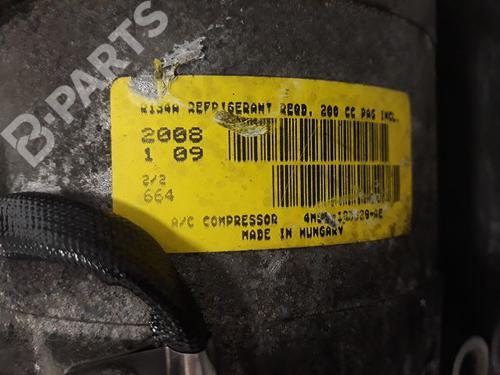 B-PARTS
R134A REFRIGERANT REQD. 200 CC PAG INCL.
2008
1 09
2/2
664
A/C COMPRESSOR
MADE IN HUNGARY